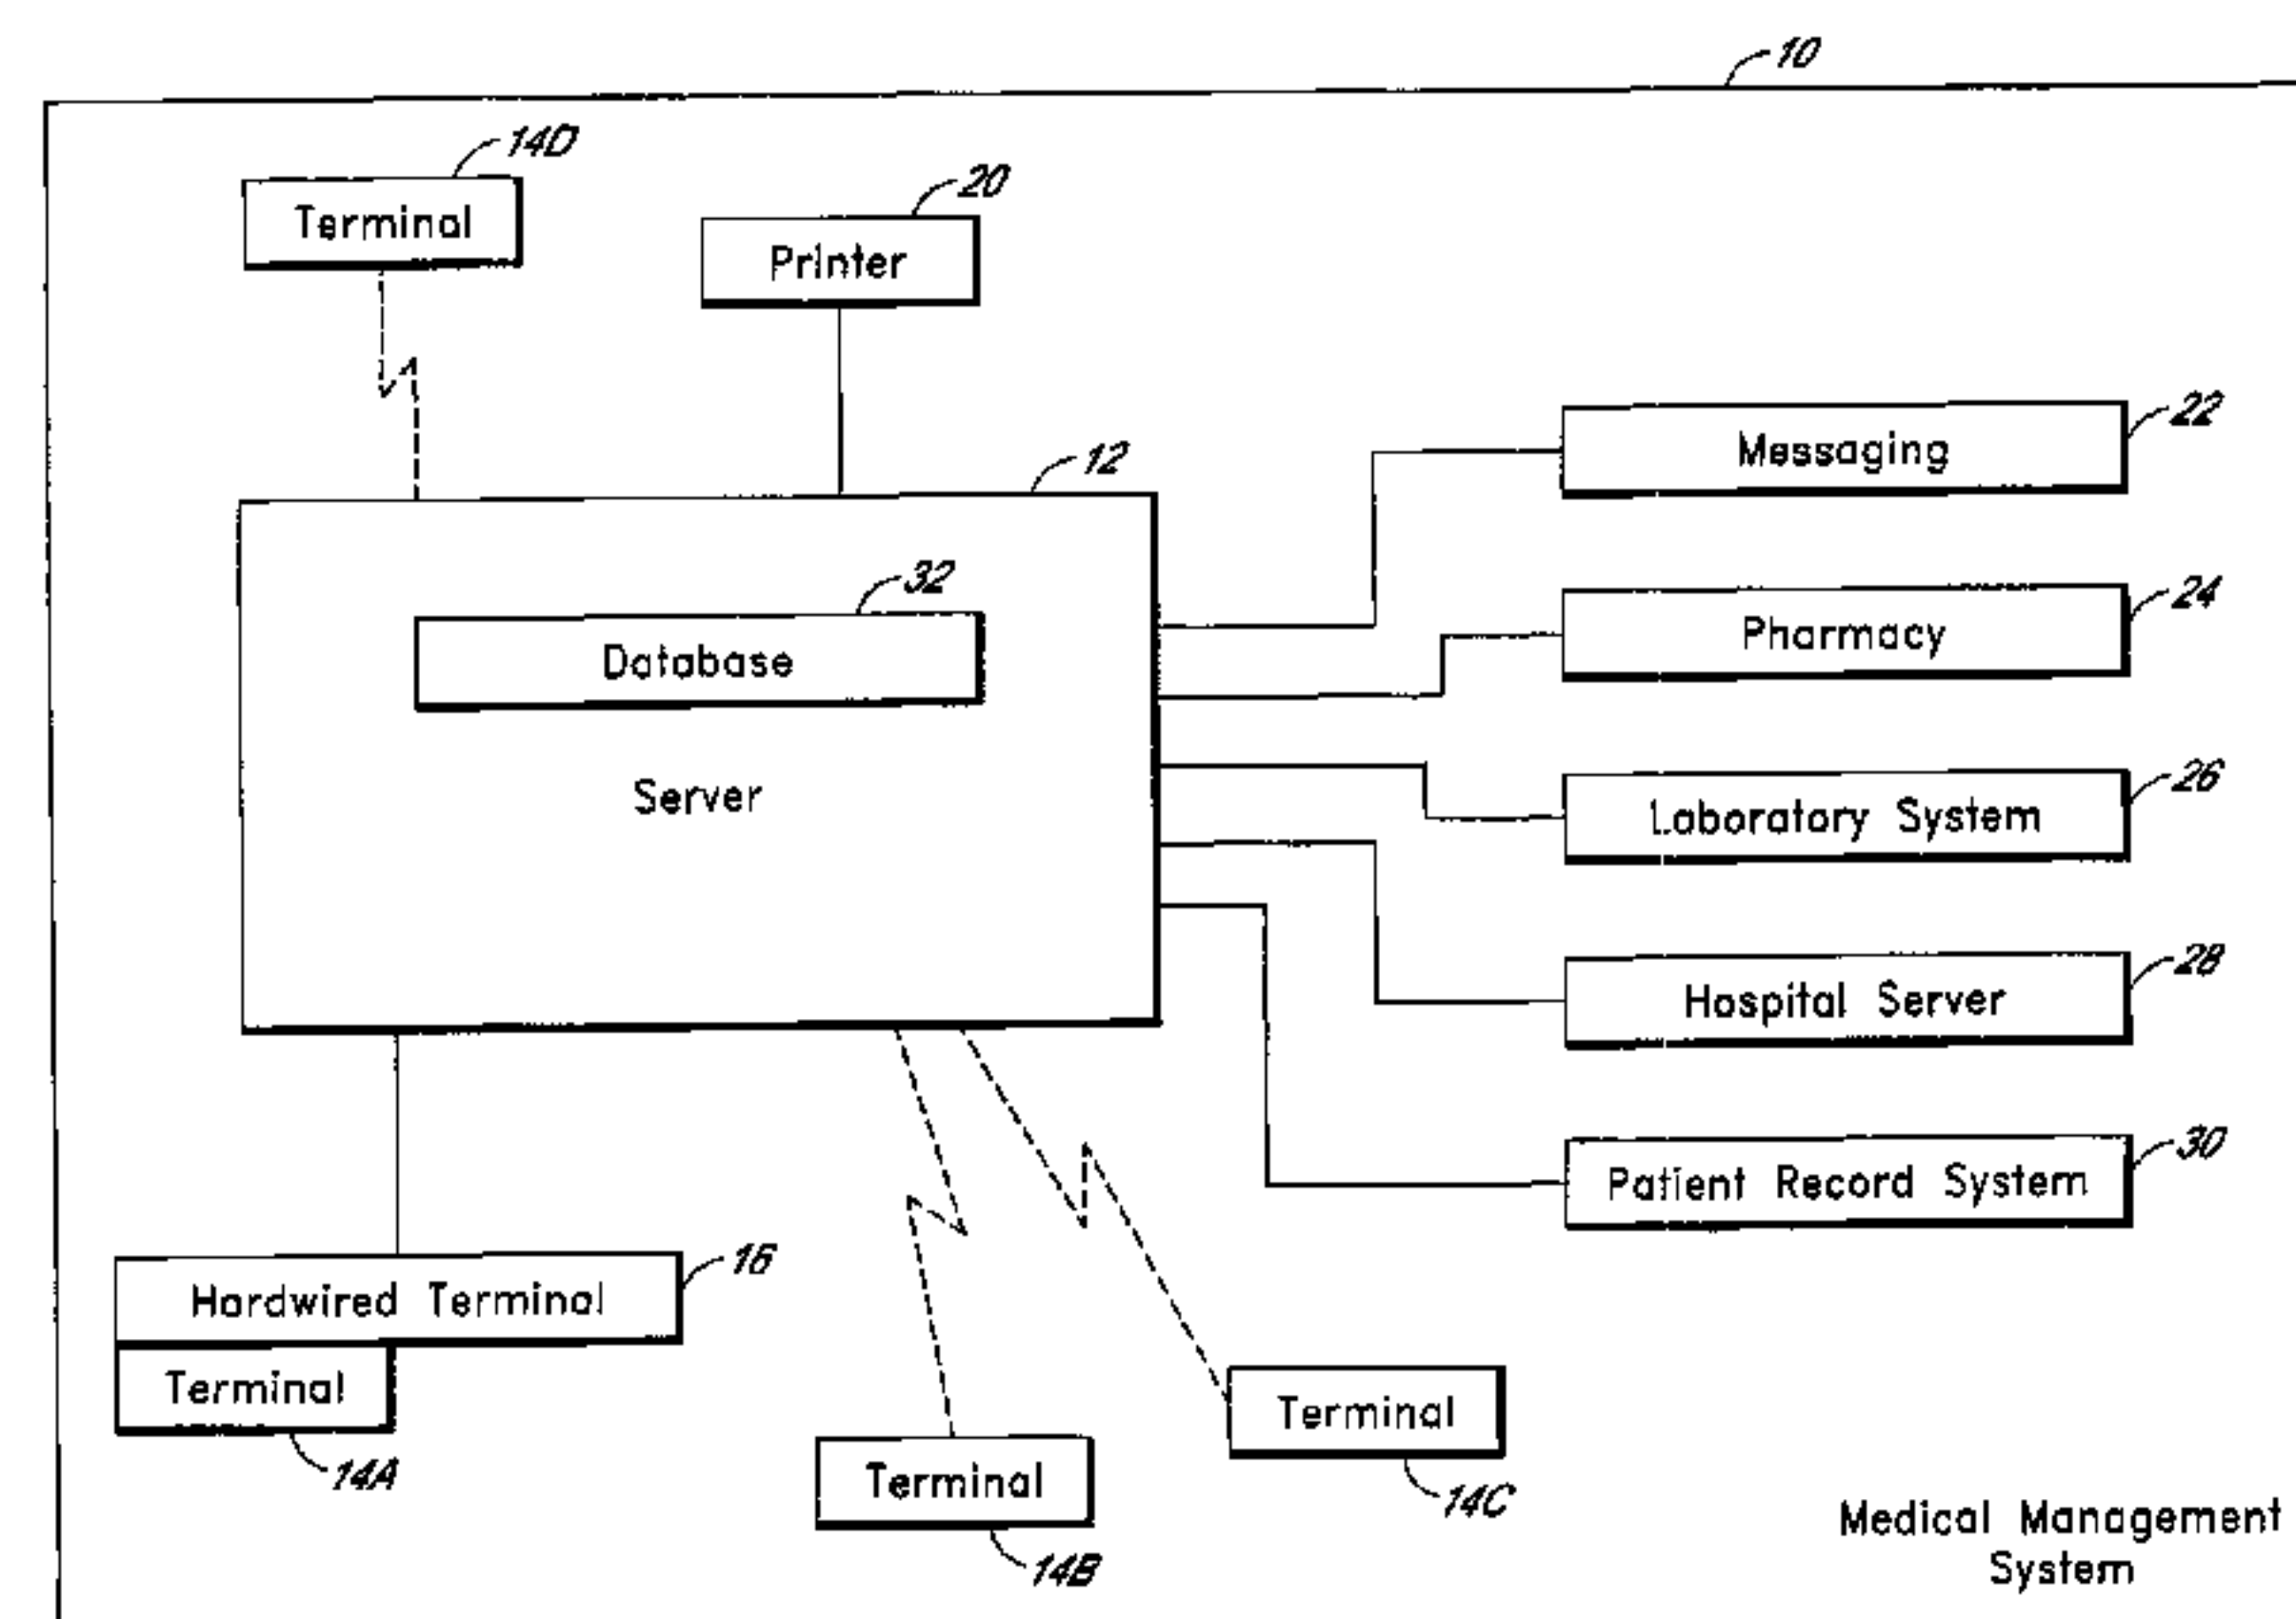 10
14D
Terminal
20
Printer
12
22
Messaging
32
Database
24
Pharmacy
Server
26
Laboratory System
28
Hospital Server
30
Patient Record System
16
Hardwired Terminal
Terminal
14A
Terminal
14B
Terminal
14C
Medical Management
System